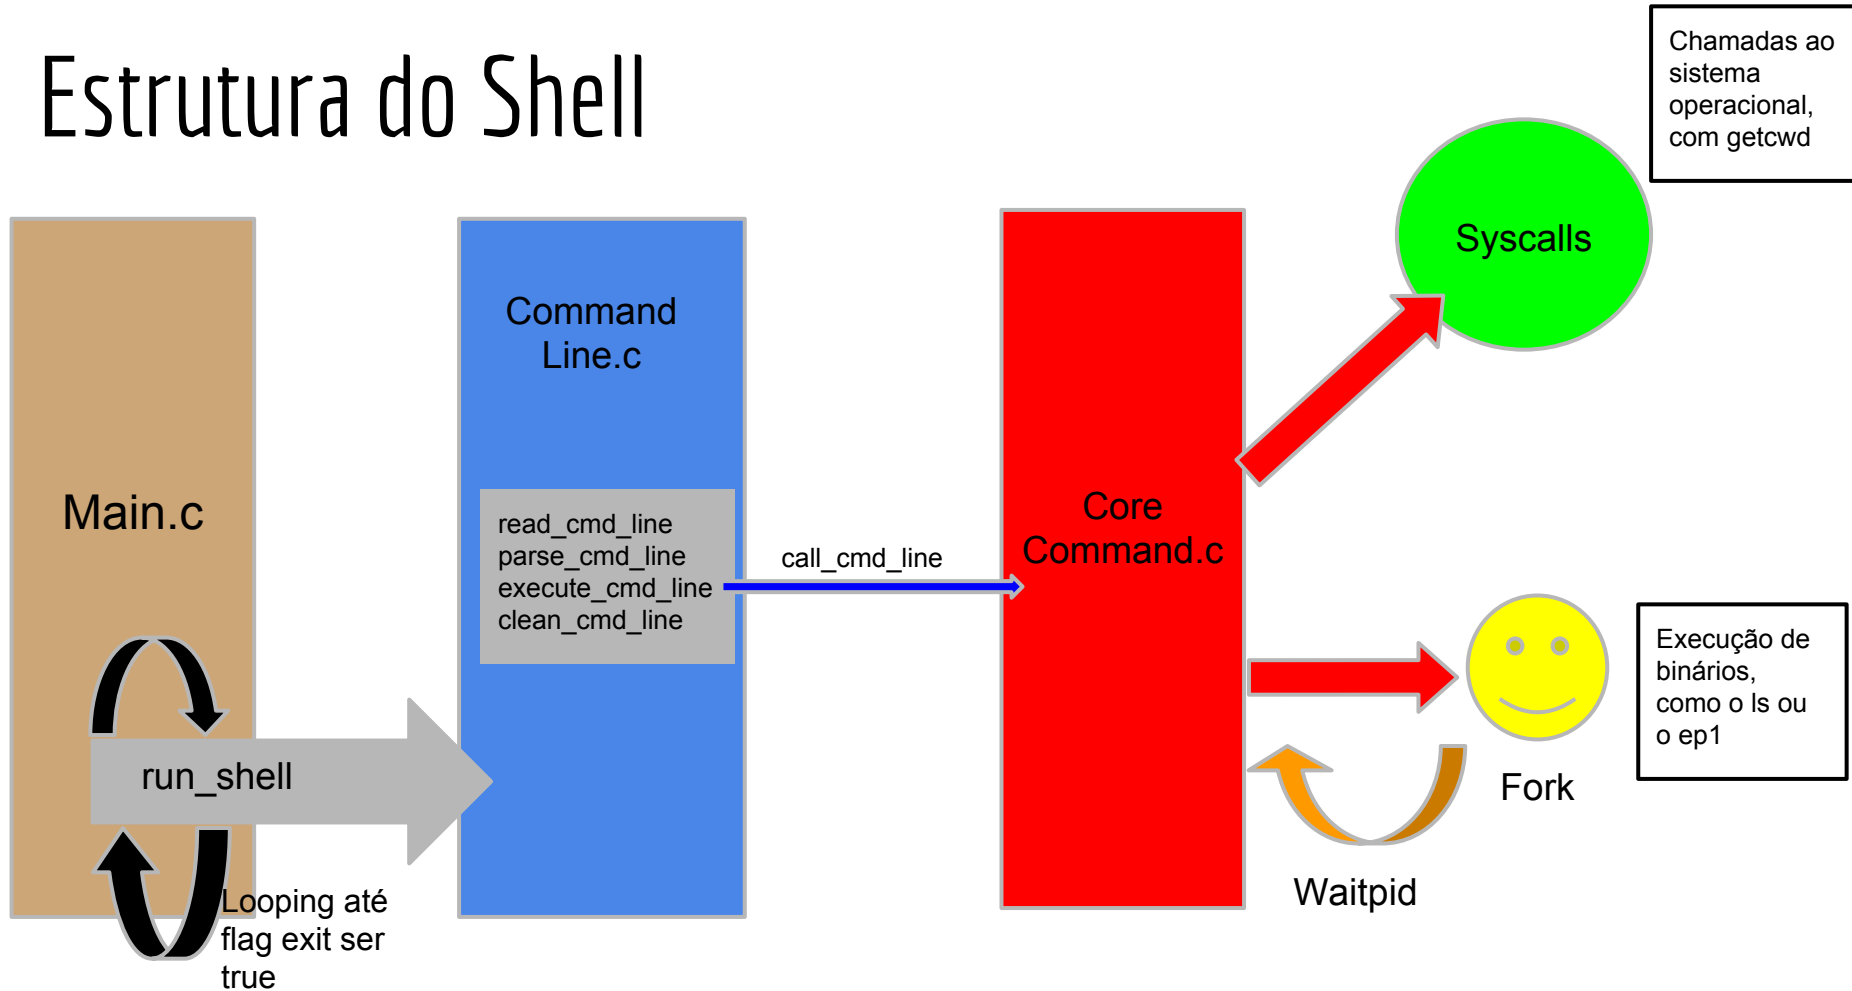 Estrutura do Shell
Chamadas ao
sistema
operacional,
com getcwd
Syscalls
Command
Line.c
Main.c
read_cmd_line
parse_cmd_line
execute_cmd_line
clean_cmd_line
call_cmd_line
Core
Command.c
run_shell
Looping até
flag exit ser
true
Execução de
binários,
como o ls ou
o ep1
Fork
Waitpid